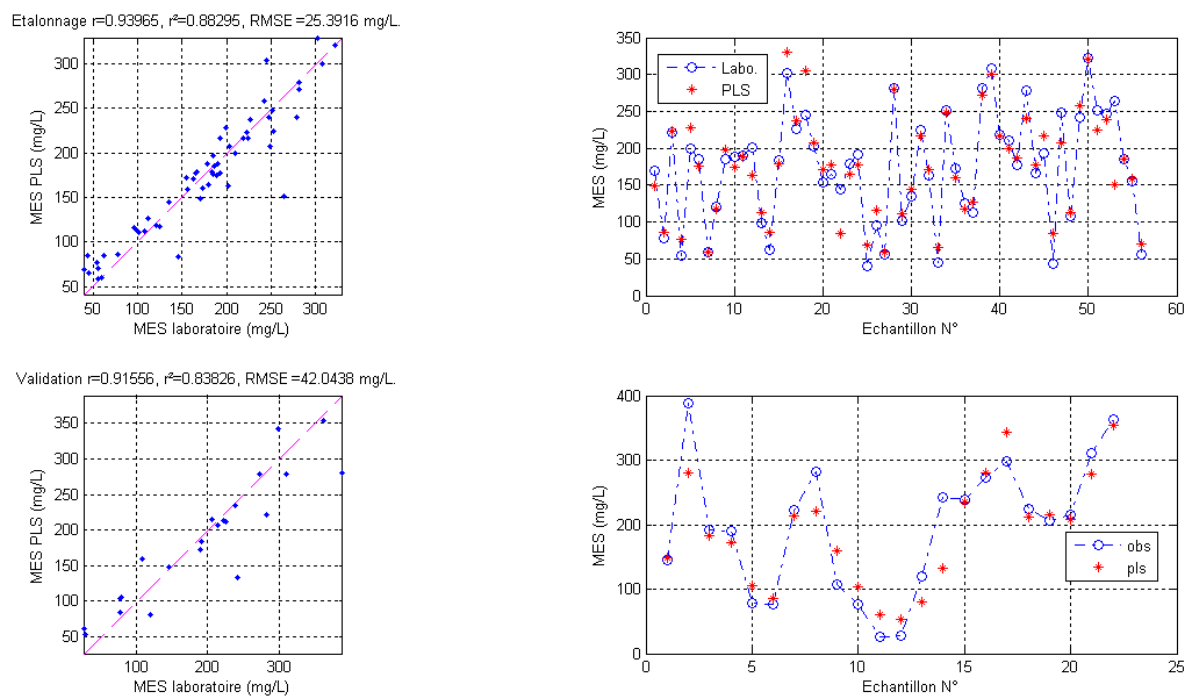 Etalonnage r=0.93965, r²=0.88295, RMSE=25.3916 mg/L.
MES PLS (mg/L)
300
250
200
150
100
50
50 100 150 200 250 300
MES laboratoire (mg/L)
MES (mg/L)
350
300
250
200
150
100
50
0
Labo.
PLS
0 10 20 30 40 50 60
Echantillon N°
Validation r=0.91556, r²=0.83826, RMSE=42.0438 mg/L.
MES PLS (mg/L)
350
300
250
200
150
100
50
100 200 300
MES laboratoire (mg/L)
MES (mg/L)
400
300
200
100
0
obs
pls
0 5 10 15 20 25
Echantillon N°